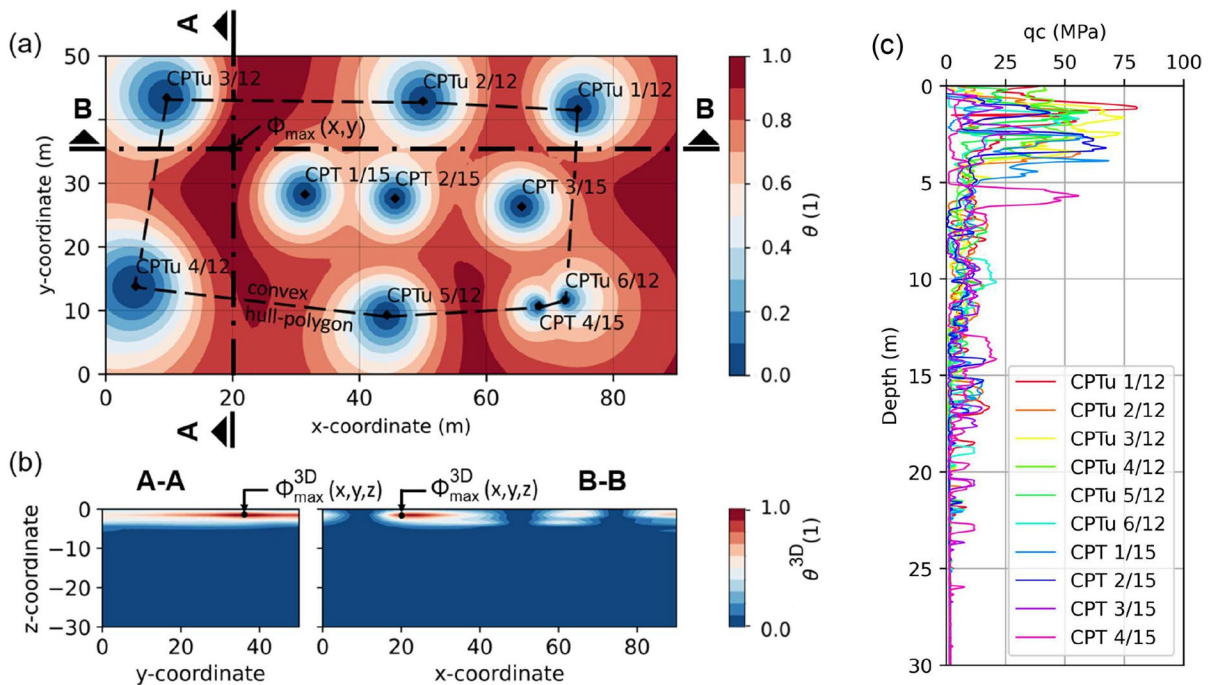 (a)
A
50
40
30
20
10
0
y-coordinate (m)
B
B
CPTu 3/12
CPTu 2/12
CPTu 1/12
Φmax (x,y)
CPT 1/15
CPT 2/15
CPT 3/15
CPTu 4/12
CPTu 5/12
CPTu 6/12
CPT 4/15
convex
hull-polygon
0 20 40 60 80
x-coordinate (m)
A
1.0
0.8
0.6
0.4
0.2
0.0
θ (1)
(b)
A-A
Φ3Dmax (x,y,z)
Φ3Dmax (x,y,z)
B-B
0
−10
−20
−30
z-coordinate
0 20 40
y-coordinate
0 20 40 60 80
x-coordinate
1.0
0.0
θ3D(1)
(c)
qc (MPa)
0 25 50 75 100
0
5
10
15
20
25
30
Depth (m)
CPTu 1/12
CPTu 2/12
CPTu 3/12
CPTu 4/12
CPTu 5/12
CPTu 6/12
CPT 1/15
CPT 2/15
CPT 3/15
CPT 4/15